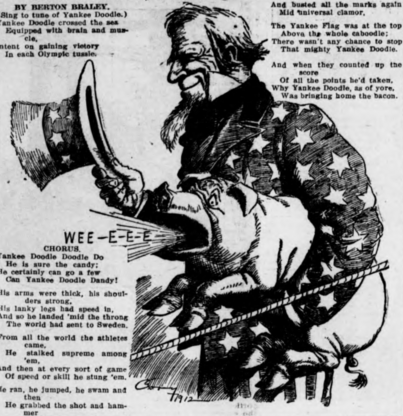 BY BERTON BRALEY.
(Sing to tune of Yankee Doodle.)
Yankee Doodle crossed the sea
Equipped with brain and mus-
cle,
ntent on gaining victory
In each Olympic tussle.
WEE-E-E-E
CHORUS.
Yankee Doodle Doodle Do
He is sure the candy;
He certainly can go a few
Can Yankee Doodle Dandy!
His arms were thick, his shoul-
ders strong,
His lanky legs had speed in,
And so he landed 'mid the throng
The world had sent to Sweden.
From all the world the athletes
came,
He stalked supreme among
'em,
And then at every sort of game
Of speed or skill he stung 'em.
He ran, he jumped, he swam and
then
He grabbed the shot and ham-
mer
And busted all the marks again
Mid universal clamor,
The Yankee Flag was at the top
Above the whole caboodle;
There wasn't any chance to stop
That mighty Yankee Doodle.
And when they counted up the
score
Of all the points he'd taken,
Why Yankee Doodle, as of yore,
Was bringing home the bacon.
1912